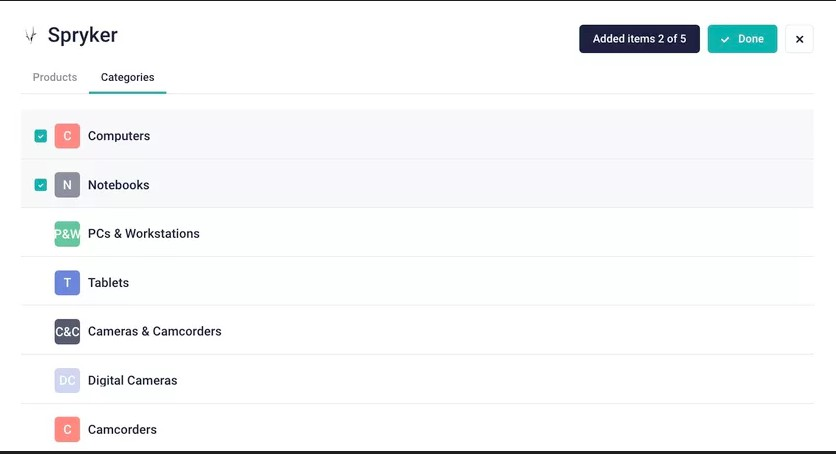 Spryker
Added items 2 of 5
Done
Products
Categories
C
Computers
N
Notebooks
P&W
PCs & Workstations
T
Tablets
C&C
Cameras & Camcorders
DC
Digital Cameras
C
Camcorders